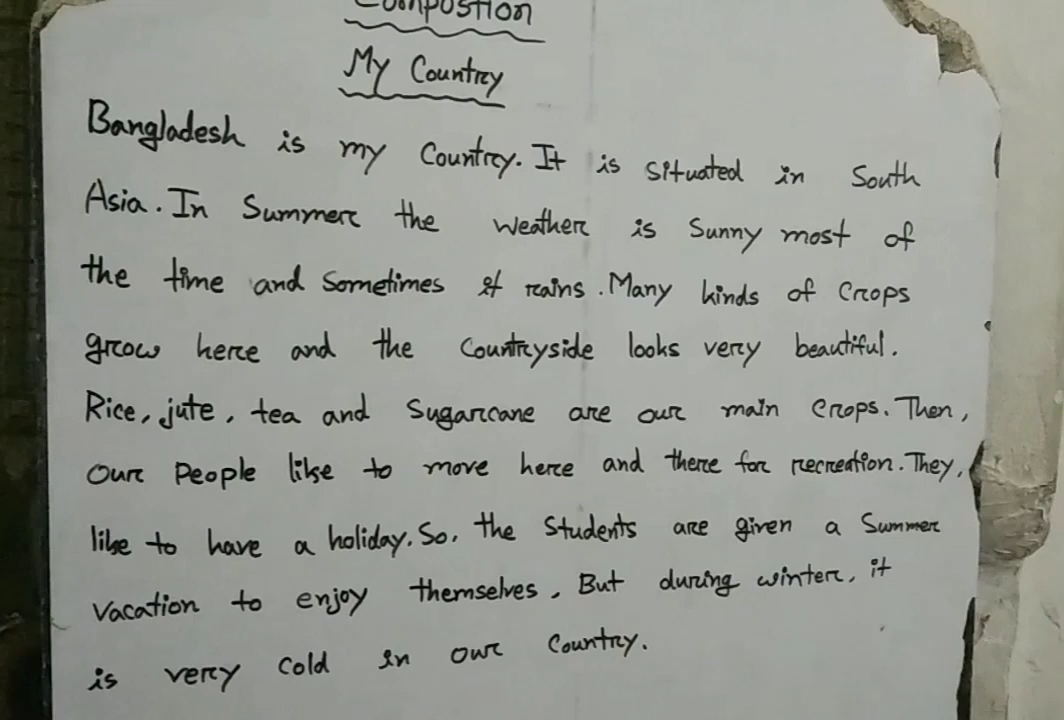 Compostion
My Country
Bangladesh is my Country. It is situated in South
Asia. In Summer the weather is Sunny most of
the time and Sometimes it rains. Many kinds of Crops
grow here and the Countryside looks very beautiful.
Rice, jute, tea and Sugarcane are our main Crops. Then,
our People like to move here and there for recreation. They,
like to have a holiday. So, the Students are given a Summer
vacation to enjoy themselves, But during winter, it
is very Cold in our Country.